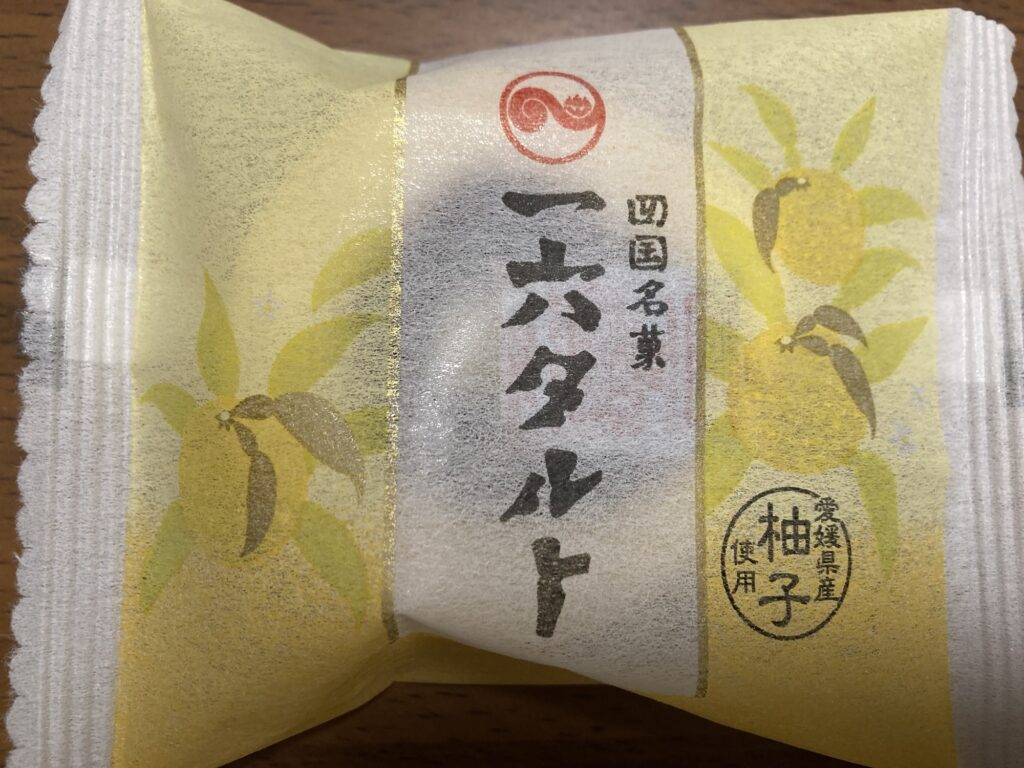 四国名菓
一六タルト
愛媛県産
柚子
使用